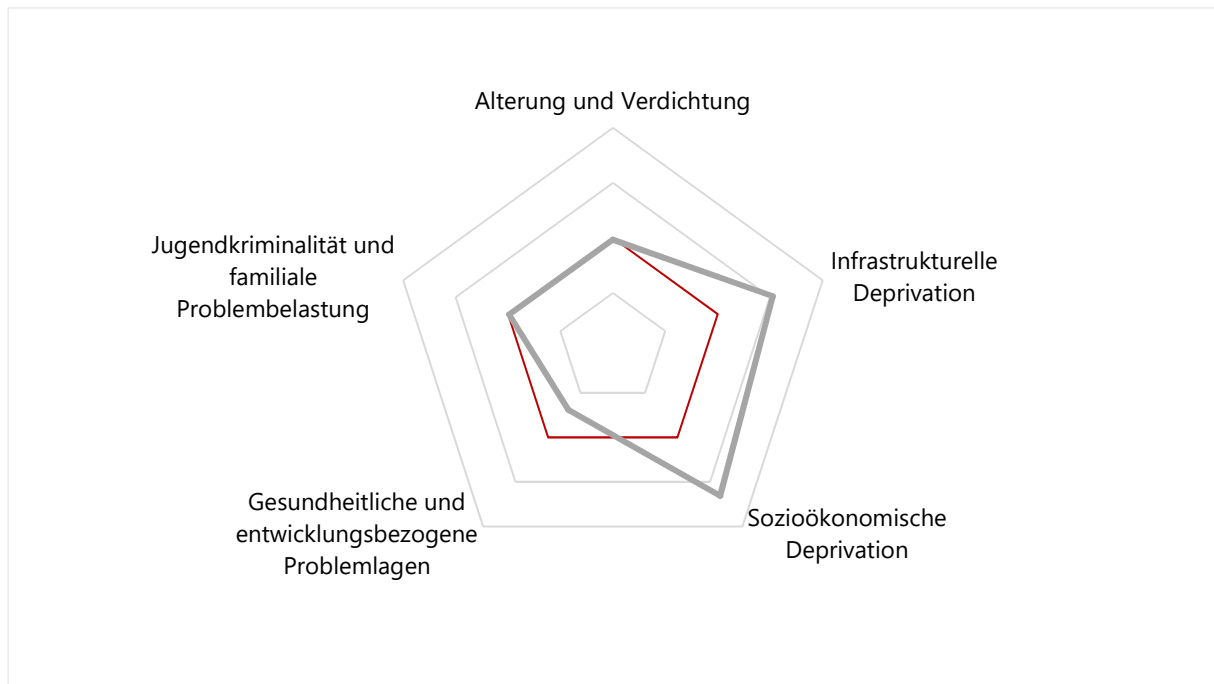 Alterung und Verdichtung
Jugendkriminalität und
familiale
Problembelastung
Infrastrukturelle
Deprivation
Gesundheitliche und
entwicklungsbezogene
Problemlagen
Sozioökonomische
Deprivation